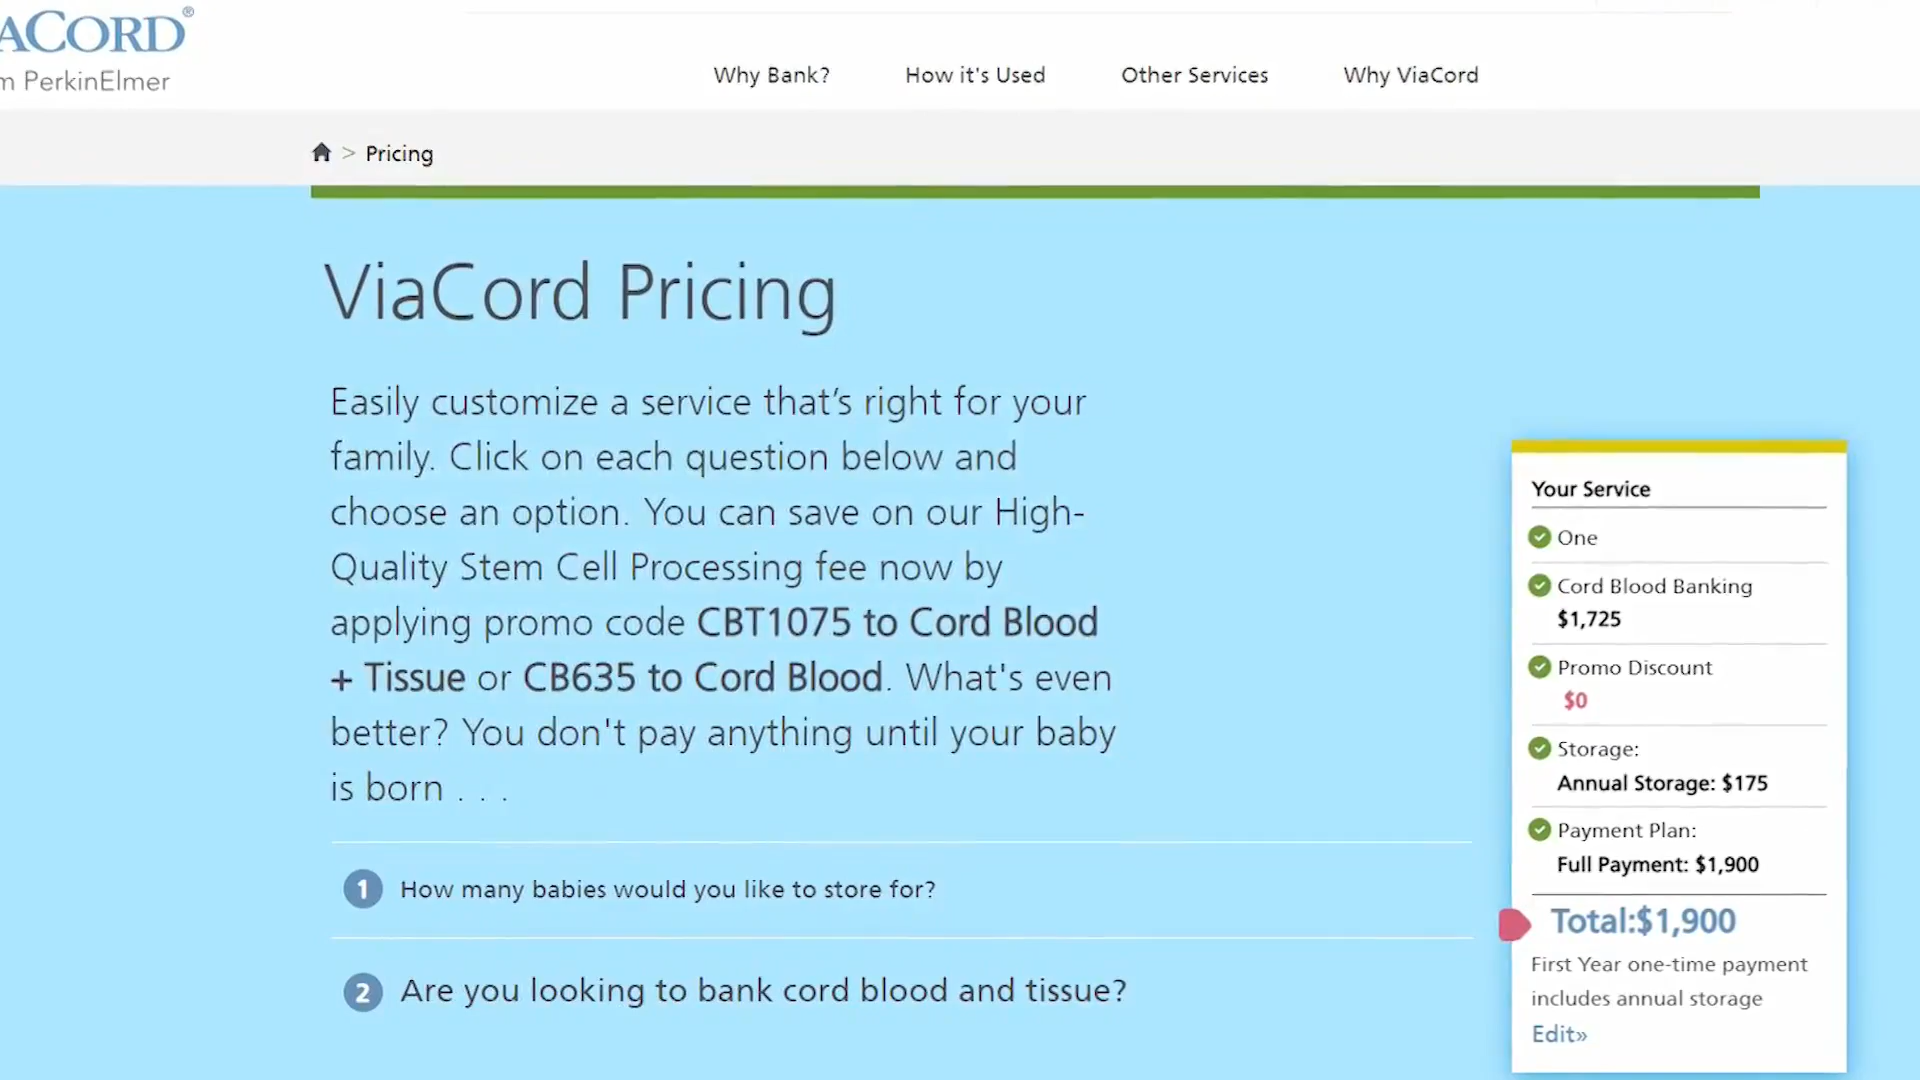 ACORD®
m PerkinElmer
Why Bank?
How it's Used
Other Services
Why ViaCord
> Pricing
ViaCord Pricing
Easily customize a service that’s right for your
family. Click on each question below and
choose an option. You can save on our High-
Quality Stem Cell Processing fee now by
applying promo code CBT1075 to Cord Blood
+ Tissue or CB635 to Cord Blood. What's even
better? You don't pay anything until your baby
is born . . .
1 How many babies would you like to store for?
2 Are you looking to bank cord blood and tissue?
Your Service
One
Cord Blood Banking
$1,725
Promo Discount
$0
Storage:
Annual Storage: $175
Payment Plan:
Full Payment: $1,900
Total:$1,900
First Year one-time payment
includes annual storage
Edit»